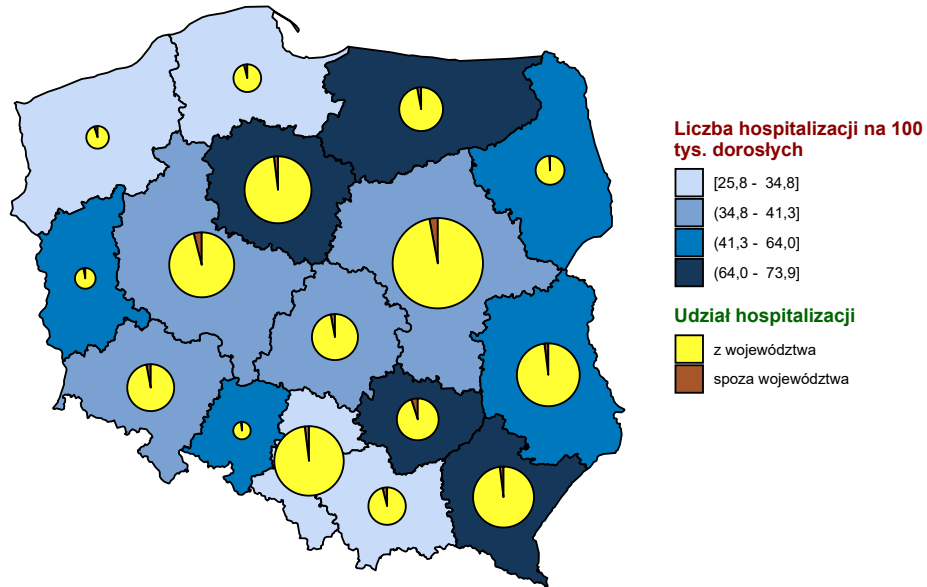 Liczba hospitalizacji na 100
tys. dorosłych
[25,8 - 34,8]
(34,8 - 41,3]
(41,3 - 64,0]
(64,0 - 73,9]
Udział hospitalizacji
z województwa
spoza województwa